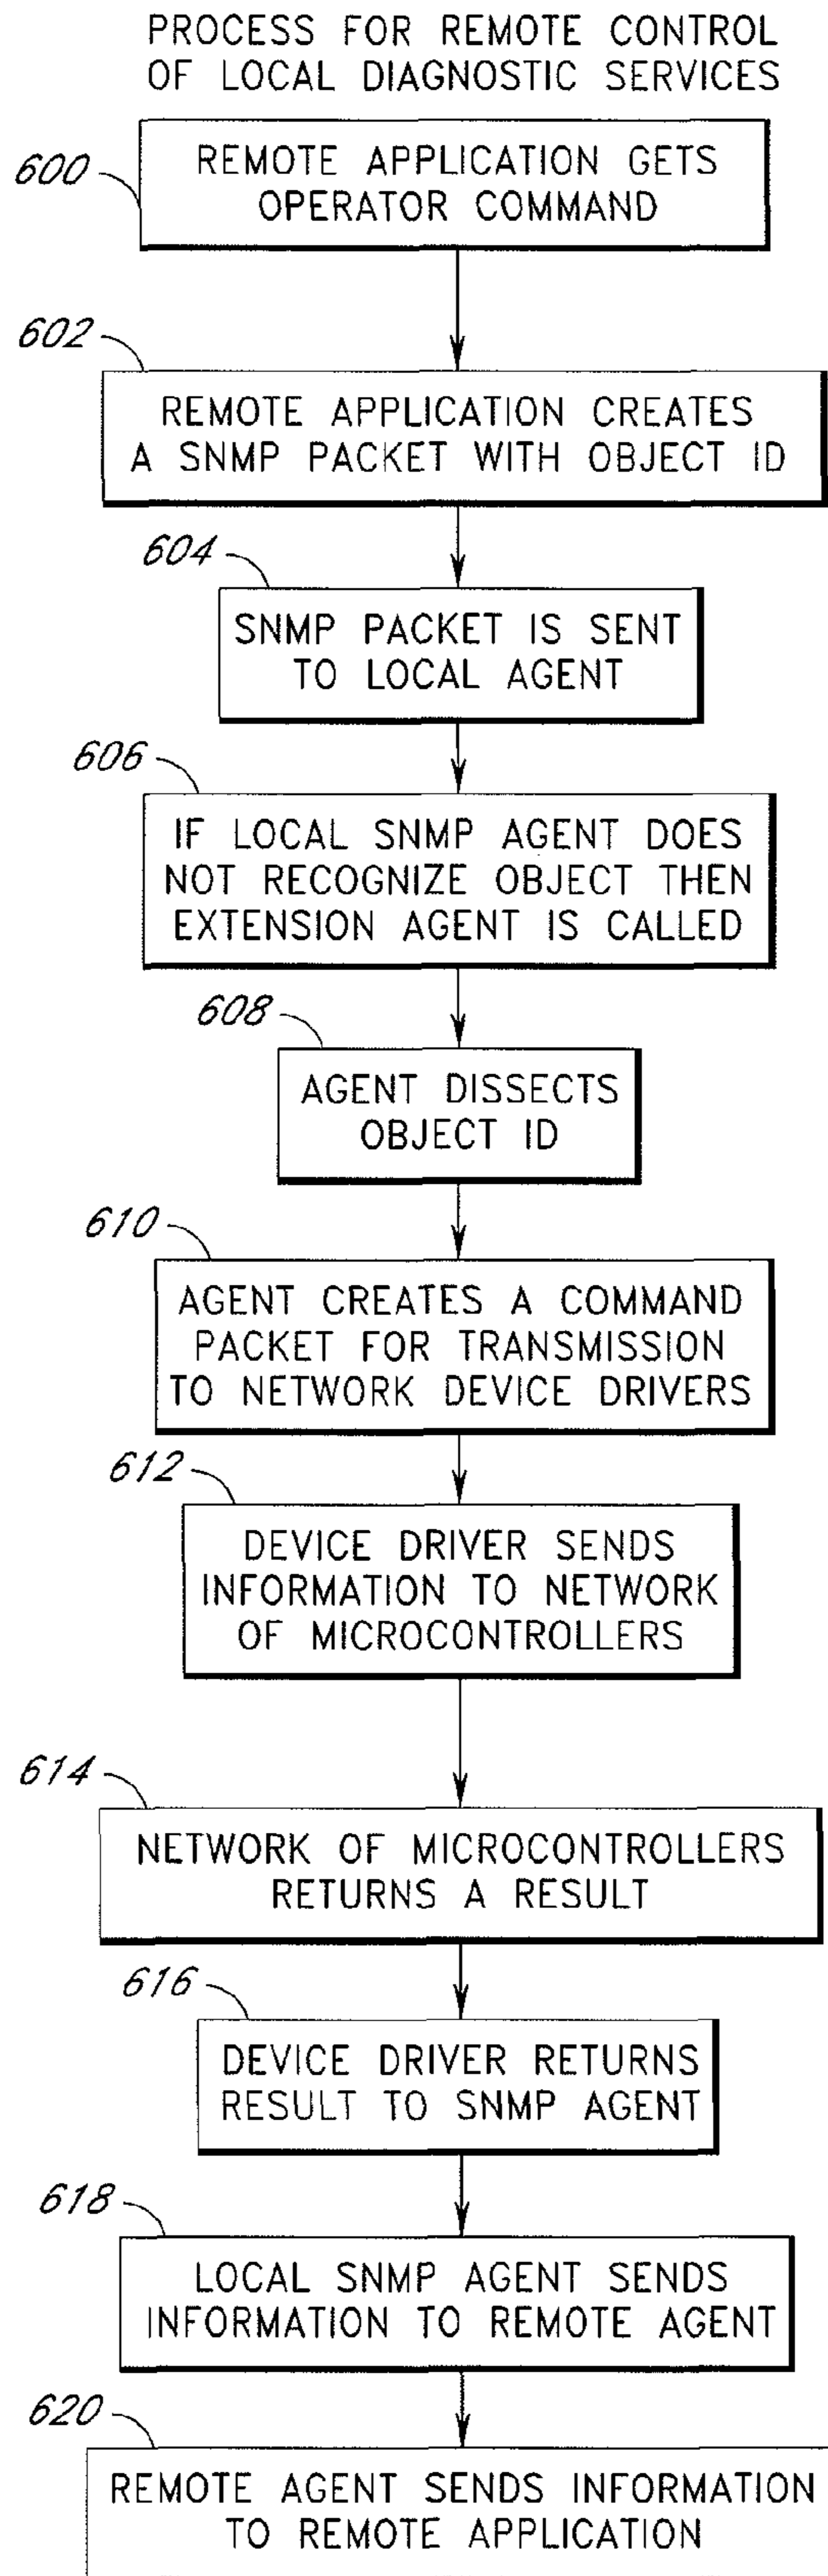 PROCESS FOR REMOTE CONTROL
OF LOCAL DIAGNOSTIC SERVICES
600
REMOTE APPLICATION GETS
OPERATOR COMMAND
602
REMOTE APPLICATION CREATES
A SNMP PACKET WITH OBJECT ID
604
SNMP PACKET IS SENT
TO LOCAL AGENT
606
IF LOCAL SNMP AGENT DOES
NOT RECOGNIZE OBJECT THEN
EXTENSION AGENT IS CALLED
608
AGENT DISSECTS
OBJECT ID
610
AGENT CREATES A COMMAND
PACKET FOR TRANSMISSION
TO NETWORK DEVICE DRIVERS
612
DEVICE DRIVER SENDS
INFORMATION TO NETWORK
OF MICROCONTROLLERS
614
NETWORK OF MICROCONTROLLERS
RETURNS A RESULT
616
DEVICE DRIVER RETURNS
RESULT TO SNMP AGENT
618
LOCAL SNMP AGENT SENDS
INFORMATION TO REMOTE AGENT
620
REMOTE AGENT SENDS INFORMATION
TO REMOTE APPLICATION